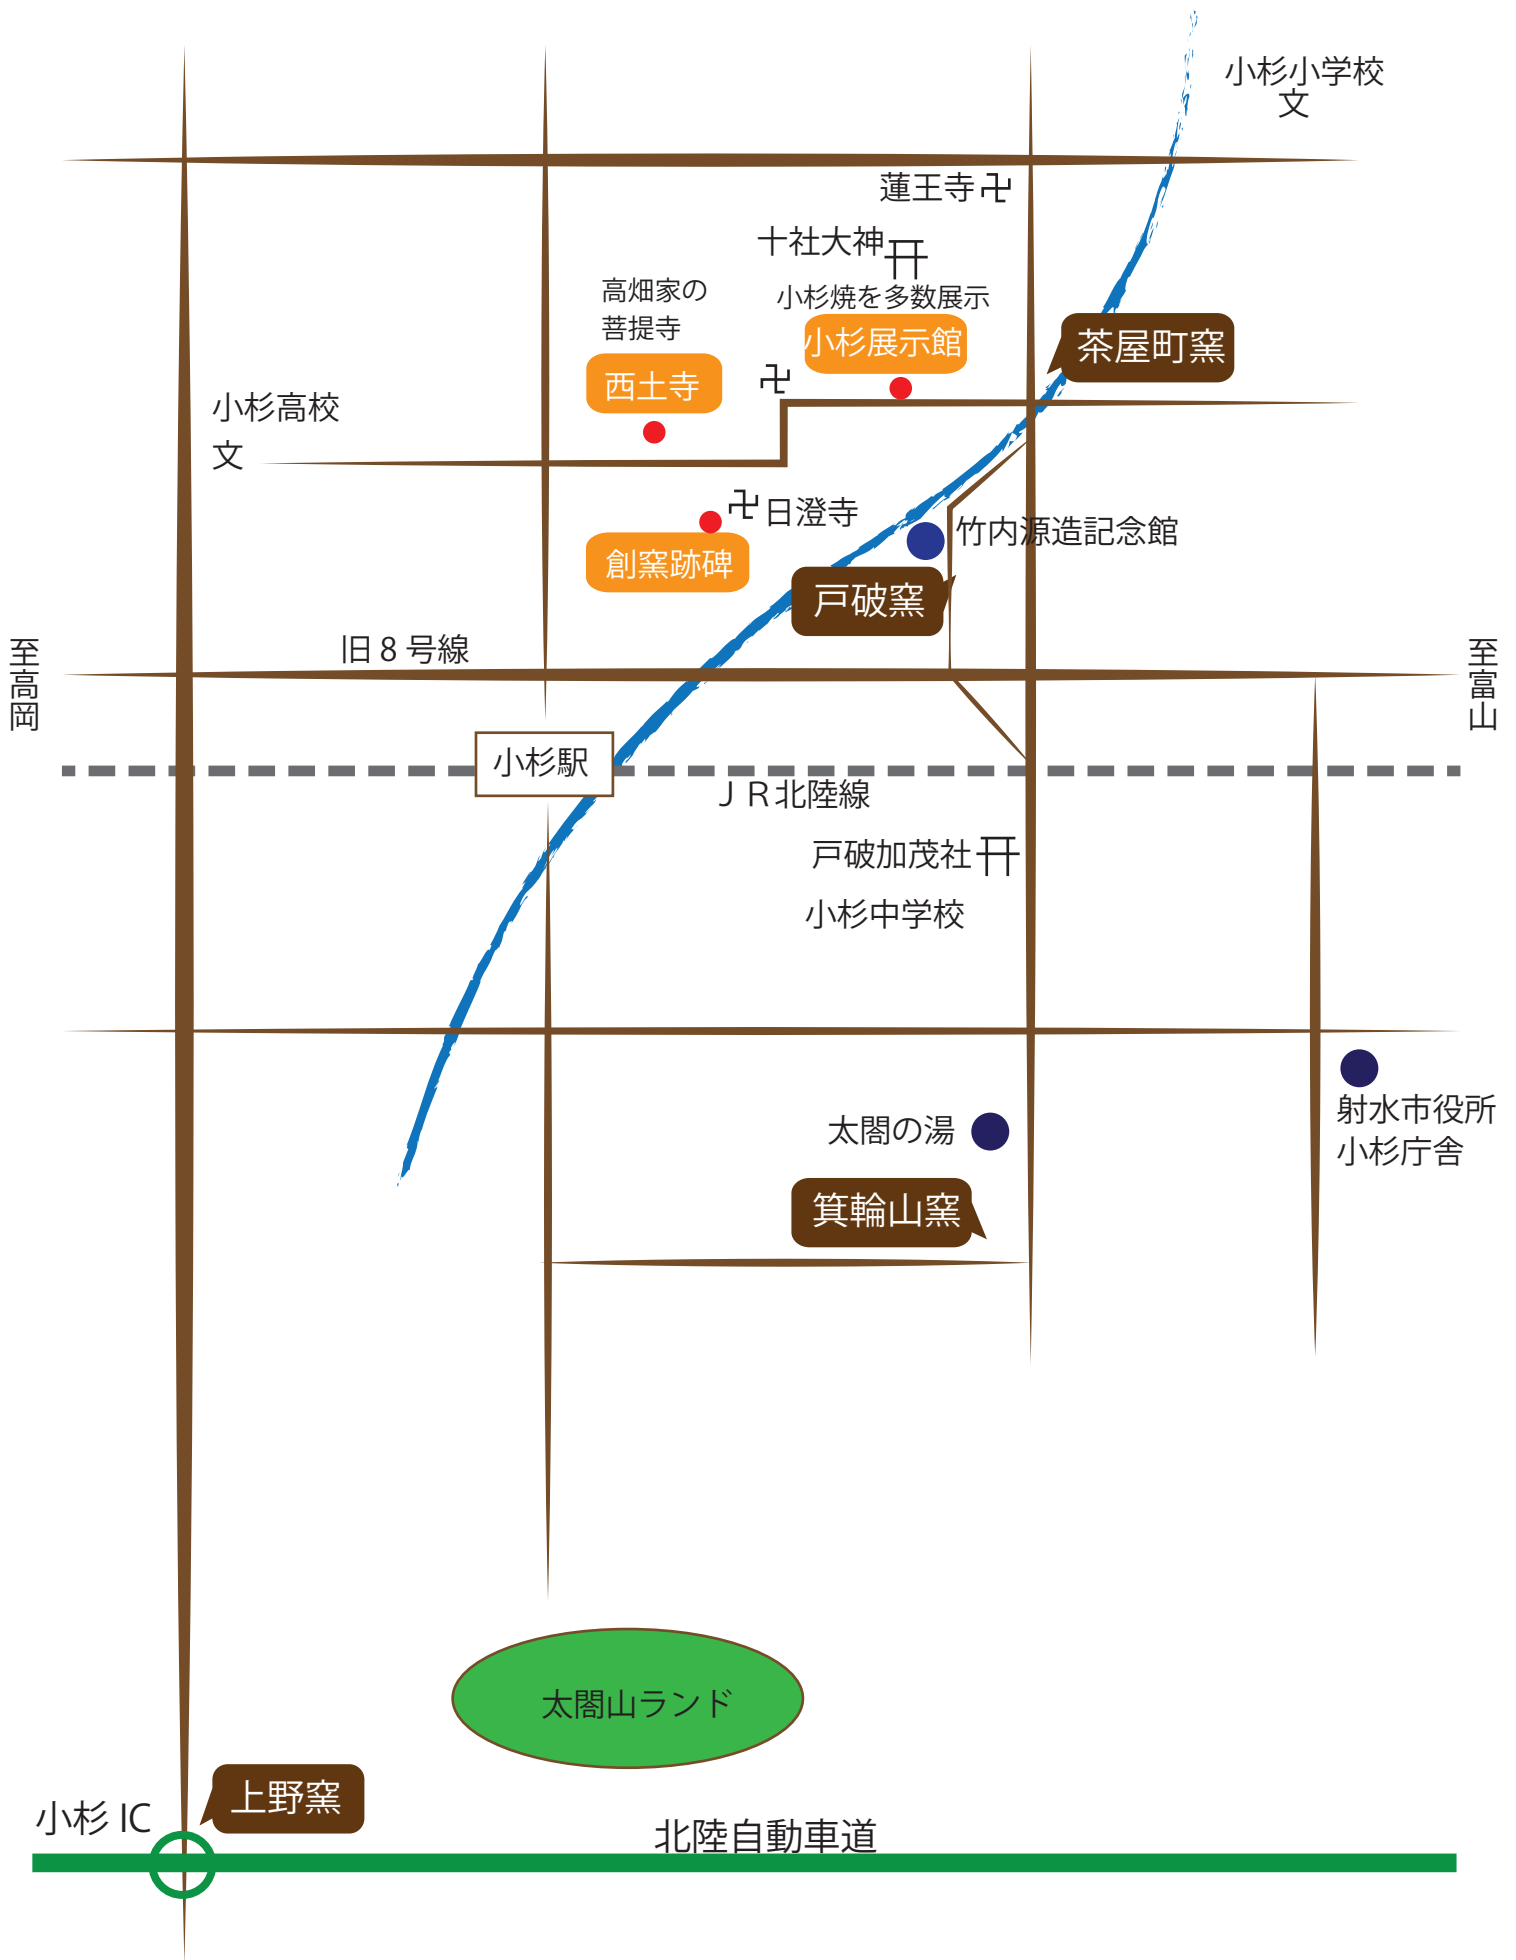 小杉小学校
文
蓮王寺卍
十社大神
高畑家の
菩提寺
小杉焼を多数展示
小杉展示館
茶屋町窯
西土寺
卍
小杉高校
文
卍日澄寺
竹内源造記念館
創窯跡碑
戸破窯
旧8号線
至高岡
至富山
小杉駅
JR北陸線
戸破加茂社
小杉中学校
太閤の湯
射水市役所
小杉庁舎
箕輪山窯
太閤山ランド
上野窯
小杉 IC
北陸自動車道